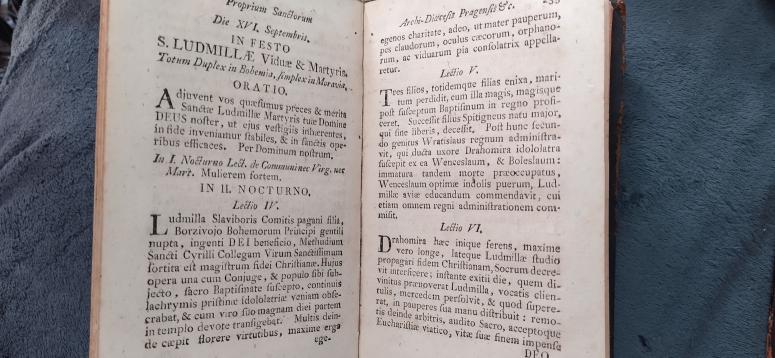 Proprium Sanctorum
Die XVI. Septembris.
IN FESTO
S. LUDMILLÆ Viduæ & Martyris,
Totum Duplex in Bohemia, simplex in Moravia,
ORATIO.
Adjuvent vos quæsumus preces & merita
Sanctæ Ludmillæ Martyris tuæ Domine
DEUS noster, ut ejus vestigiis inhærentes,
in fide inveniamur stabiles, & in sanctis ope-
ribus efficaces. Per Dominum nostrum.
In I. Nocturno Lect. de Communi nec Virg. nec
Mart. Mulierem fortem.
IN II. NOCTURNO.
Lectio IV.
Ludmilla Slaviboris Comitis pagani filia,
Borzivojo Bohemorum Principi gentili
nupta, ingenti DEI beneficio, Methudium
Sancti Cyrilli Collegam Virum Sanctissimum
sortita est magistrum fidei Christianæ. Hujus
opera una cum Conjuge, & populo sibi sub-
jecto, sacro Baptismate suscepto, continuis
lachrymis pristinæ idololatriæ veniam obse-
crabat, & cum viro suo magnam diei partem
in templo devote transigebat. Multis dein-
de cæpit florere virtutibus, maxime erga
ege-
Archi-Diœcesis Pragensis &c.
egenos charitate, adeo, ut mater pauperum,
pes claudorum, oculus cæcorum, orphano-
rum, ac viduarum pia consolatrix appella-
retur.
Lectio V.
Tres filios, totidemque filias enixa, mari-
tum perdidit, cum illa magis, magisque
post susceptum Baptismum in regno profi-
ceret. Successit filius Spitigneus natu major,
qui sine liberis, decessit. Post hunc secun-
do genitus Wratislaus regnum administra-
vit, qui ducta uxore Drahomira idololatra
suscepit ex ea Wenceslaum, & Boleslaum:
immatura tandem morte præoccupatus,
Wenceslaum optimæ indolis puerum, Lud-
millæ aviæ educandum commendavit, cui
etiam omnem regni administrationem com-
misit.
Lectio VI.
Drahomira hæc inique ferens, maxime
vero longe, lateque Ludmillæ studio
propagari fidem Christianam, Socrum decre-
vit interficere; instante exitii die, quem di-
vinitus prænoverat Ludmilla, vocatis clien-
tulis, mercedem persolvit, & quod supere-
rat, in pauperes sua manu distribuit: remo-
tis deinde arbitris, audito Sacro, acceptoque
Eucharistiæ viatico, vitæ suæ finem impense
DEO